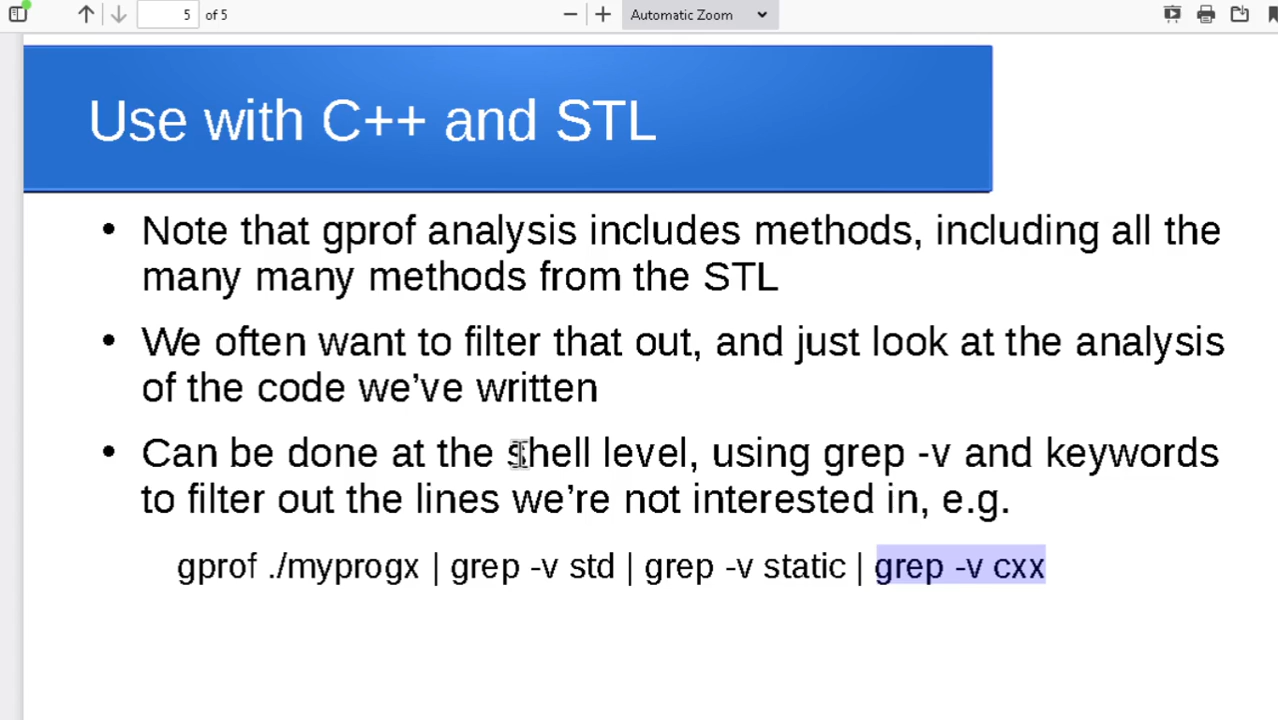 5 of 5
Automatic Zoom
Use with C++ and STL
• Note that gprof analysis includes methods, including all the
many many methods from the STL
• We often want to filter that out, and just look at the analysis
of the code we’ve written
• Can be done at the shell level, using grep -v and keywords
to filter out the lines we’re not interested in, e.g.
gprof ./myprogx | grep -v std | grep -v static | grep -v cxx